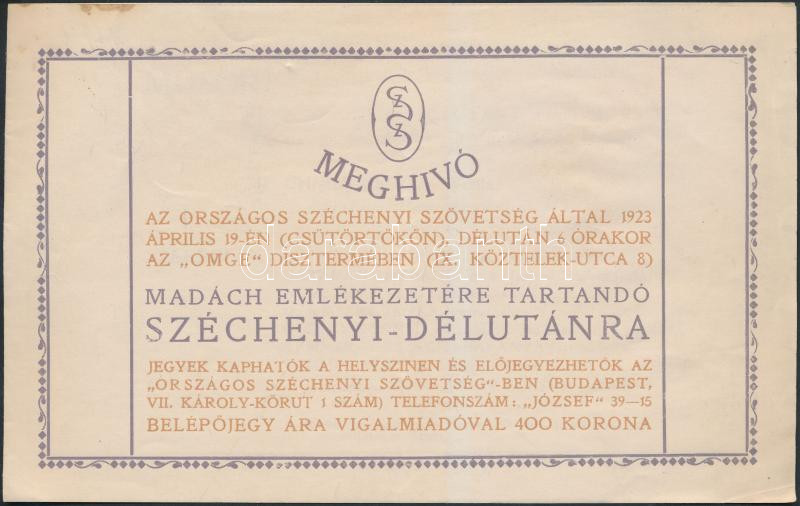 SZSZ
MEGHIVÓ
AZ ORSZÁGOS SZÉCHENYI SZÖVETSÉG ÁLTAL 1923
ÁPRILIS 19-ÉN (CSÜTÖRTÖKÖN), DÉLUTÁN 6 ÓRAKOR
AZ „OMGE“ DISZTERMÉBEN (IX. KÖZTELEK-UTCA 8)
darabanth
MADÁCH EMLÉKEZETÉRE TARTANDÓ
SZÉCHENYI-DÉLUTÁNRA
JEGYEK KAPHATÓK A HELYSZINEN ÉS ELŐJEGYEZHETŐK AZ
„ORSZÁGOS SZÉCHENYI SZÖVETSÉG“-BEN (BUDAPEST,
VII. KÁROLY-KÖRUT 1 SZÁM) TELEFONSZÁM: „JÓZSEF“ 39—15
BELÉPŐJEGY ÁRA VIGALMIADÓVAL 400 KORONA